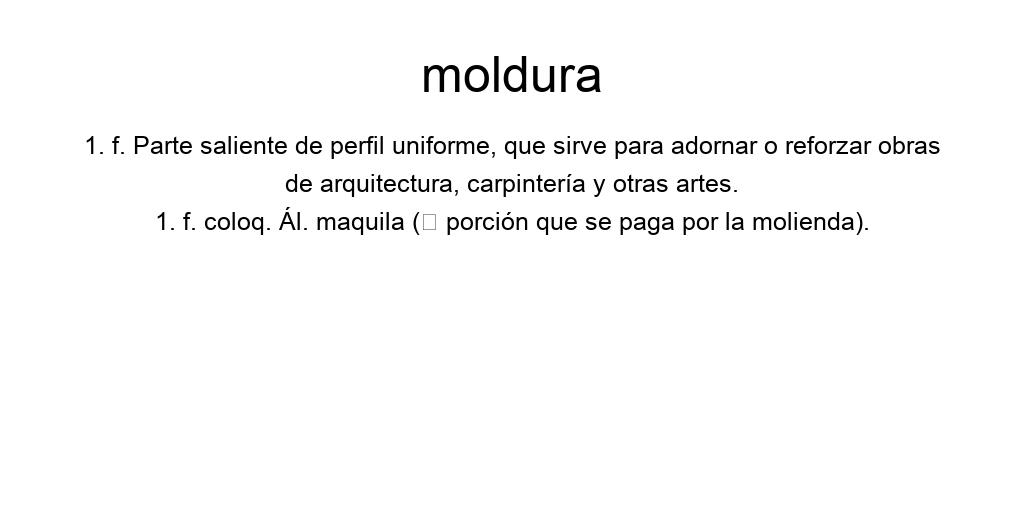 moldura
1. f. Parte saliente de perfil uniforme, que sirve para adornar o reforzar obras
de arquitectura, carpintería y otras artes.
1. f. coloq. Ál. maquila (□ porción que se paga por la molienda).